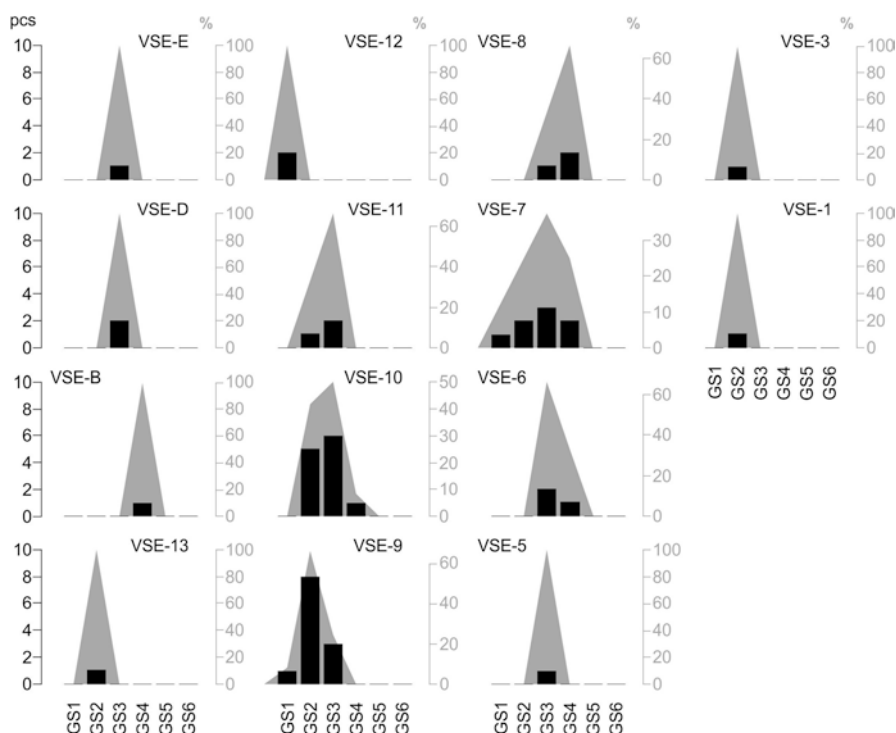 pcs % % % %
VSE-E VSE-12 VSE-8 VSE-3
10 100 100 100
8 80 80 60 80
6 60 60 60
4 40 40 40 40
2 20 20 20 20
0 0 0 0 0
VSE-D VSE-11 VSE-7 VSE-1
10 100 100
8 80 60 30 80
6 60 60
4 40 40 20 40
2 20 20 10 20
0 0 0 0 0
GS1 GS2 GS3 GS4 GS5 GS6
VSE-B VSE-10 VSE-6
10 100 50
8 80 40 60
6 60 30
4 40 30 40
2 20 10 20
0 0 0 0
VSE-13 VSE-9 VSE-5
10 100 100
8 80 60 80
6 60 60
4 40 40 40
2 20 20 20
0 0 0 0
GS1 GS2 GS3 GS4 GS5 GS6
GS1 GS2 GS3 GS4 GS5 GS6
GS1 GS2 GS3 GS4 GS5 GS6